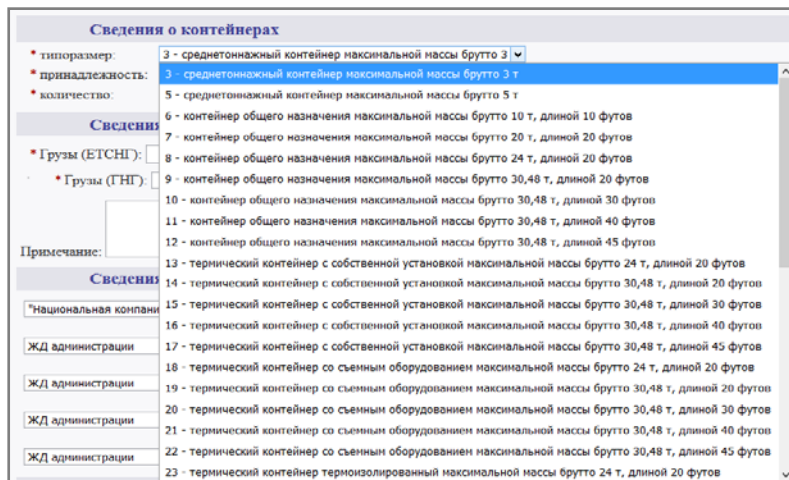 Сведения о контейнерах
* типоразмер: 3 - среднетоннажный контейнер максимальной массы брутто 3
* принадлежность: 3 - среднетоннажный контейнер максимальной массы брутто 3 т
* количество: 5 - среднетоннажный контейнер максимальной массы брутто 5 т
6 - контейнер общего назначения максимальной массы брутто 10 т, длиной 10 футов
Сведения
7 - контейнер общего назначения максимальной массы брутто 20 т, длиной 20 футов
* Грузы (ЕТСНГ): 8 - контейнер общего назначения максимальной массы брутто 24 т, длиной 20 футов
* Грузы (ГНГ): 9 - контейнер общего назначения максимальной массы брутто 30,48 т, длиной 20 футов
10 - контейнер общего назначения максимальной массы брутто 30,48 т, длиной 30 футов
11 - контейнер общего назначения максимальной массы брутто 30,48 т, длиной 40 футов
12 - контейнер общего назначения максимальной массы брутто 30,48 т, длиной 45 футов
Примечание:
13 - термический контейнер с собственной установкой максимальной массы брутто 24 т, длиной 20 футов
Сведения 14 - термический контейнер с собственной установкой максимальной массы брутто 30,48 т, длиной 20 футов
"Национальная компани 15 - термический контейнер с собственной установкой максимальной массы брутто 30,48 т, длиной 30 футов
16 - термический контейнер с собственной установкой максимальной массы брутто 30,48 т, длиной 40 футов
ЖД администрации 17 - термический контейнер с собственной установкой максимальной массы брутто 30,48 т, длиной 45 футов
18 - термический контейнер со съемным оборудованием максимальной массы брутто 24 т, длиной 20 футов
ЖД администрации 19 - термический контейнер со съемным оборудованием максимальной массы брутто 30,48 т, длиной 20 футов
20 - термический контейнер со съемным оборудованием максимальной массы брутто 30,48 т, длиной 30 футов
ЖД администрации 21 - термический контейнер со съемным оборудованием максимальной массы брутто 30,48 т, длиной 40 футов
22 - термический контейнер со съемным оборудованием максимальной массы брутто 30,48 т, длиной 45 футов
ЖД администрации
23 - термический контейнер термоизолированный максимальной массы брутто 24 т, длиной 20 футов